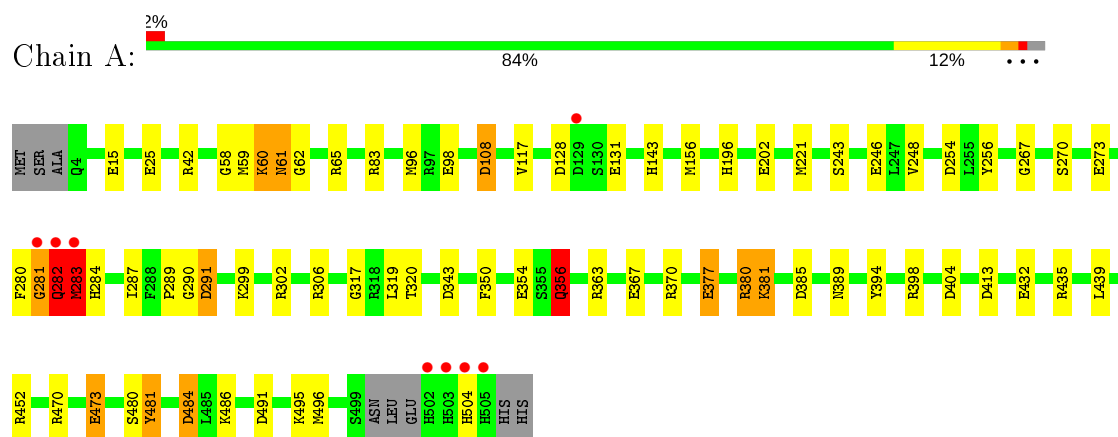 2%
Chain A:
84% 12% • • •
MET SER ALA Q4 E15 E25 R42 G58 M59 K60 N61 G62 R65 R83 M96 R97 E98 D108 V117 D128 D129 S130 E131 H143 M156 H196 E202 M221 S243 E246 L247 V248 D254 L255 Y256 G267 S270 E273
F280 G281 Q282 M283 H284 I287 F288 P289 G290 D291 K299 R302 R306 G317 R318 L319 T320 D343 F350 E354 S355 Q356 R363 E367 R370 E377 R380 K381 D385 N389 Y394 R398 D404 D413 E432 R435 L439
R452 R470 E473 S480 Y481 D484 L485 K486 D491 K495 M496 S499 ASN LEU GLU H502 H503 H504 H505 HIS HIS